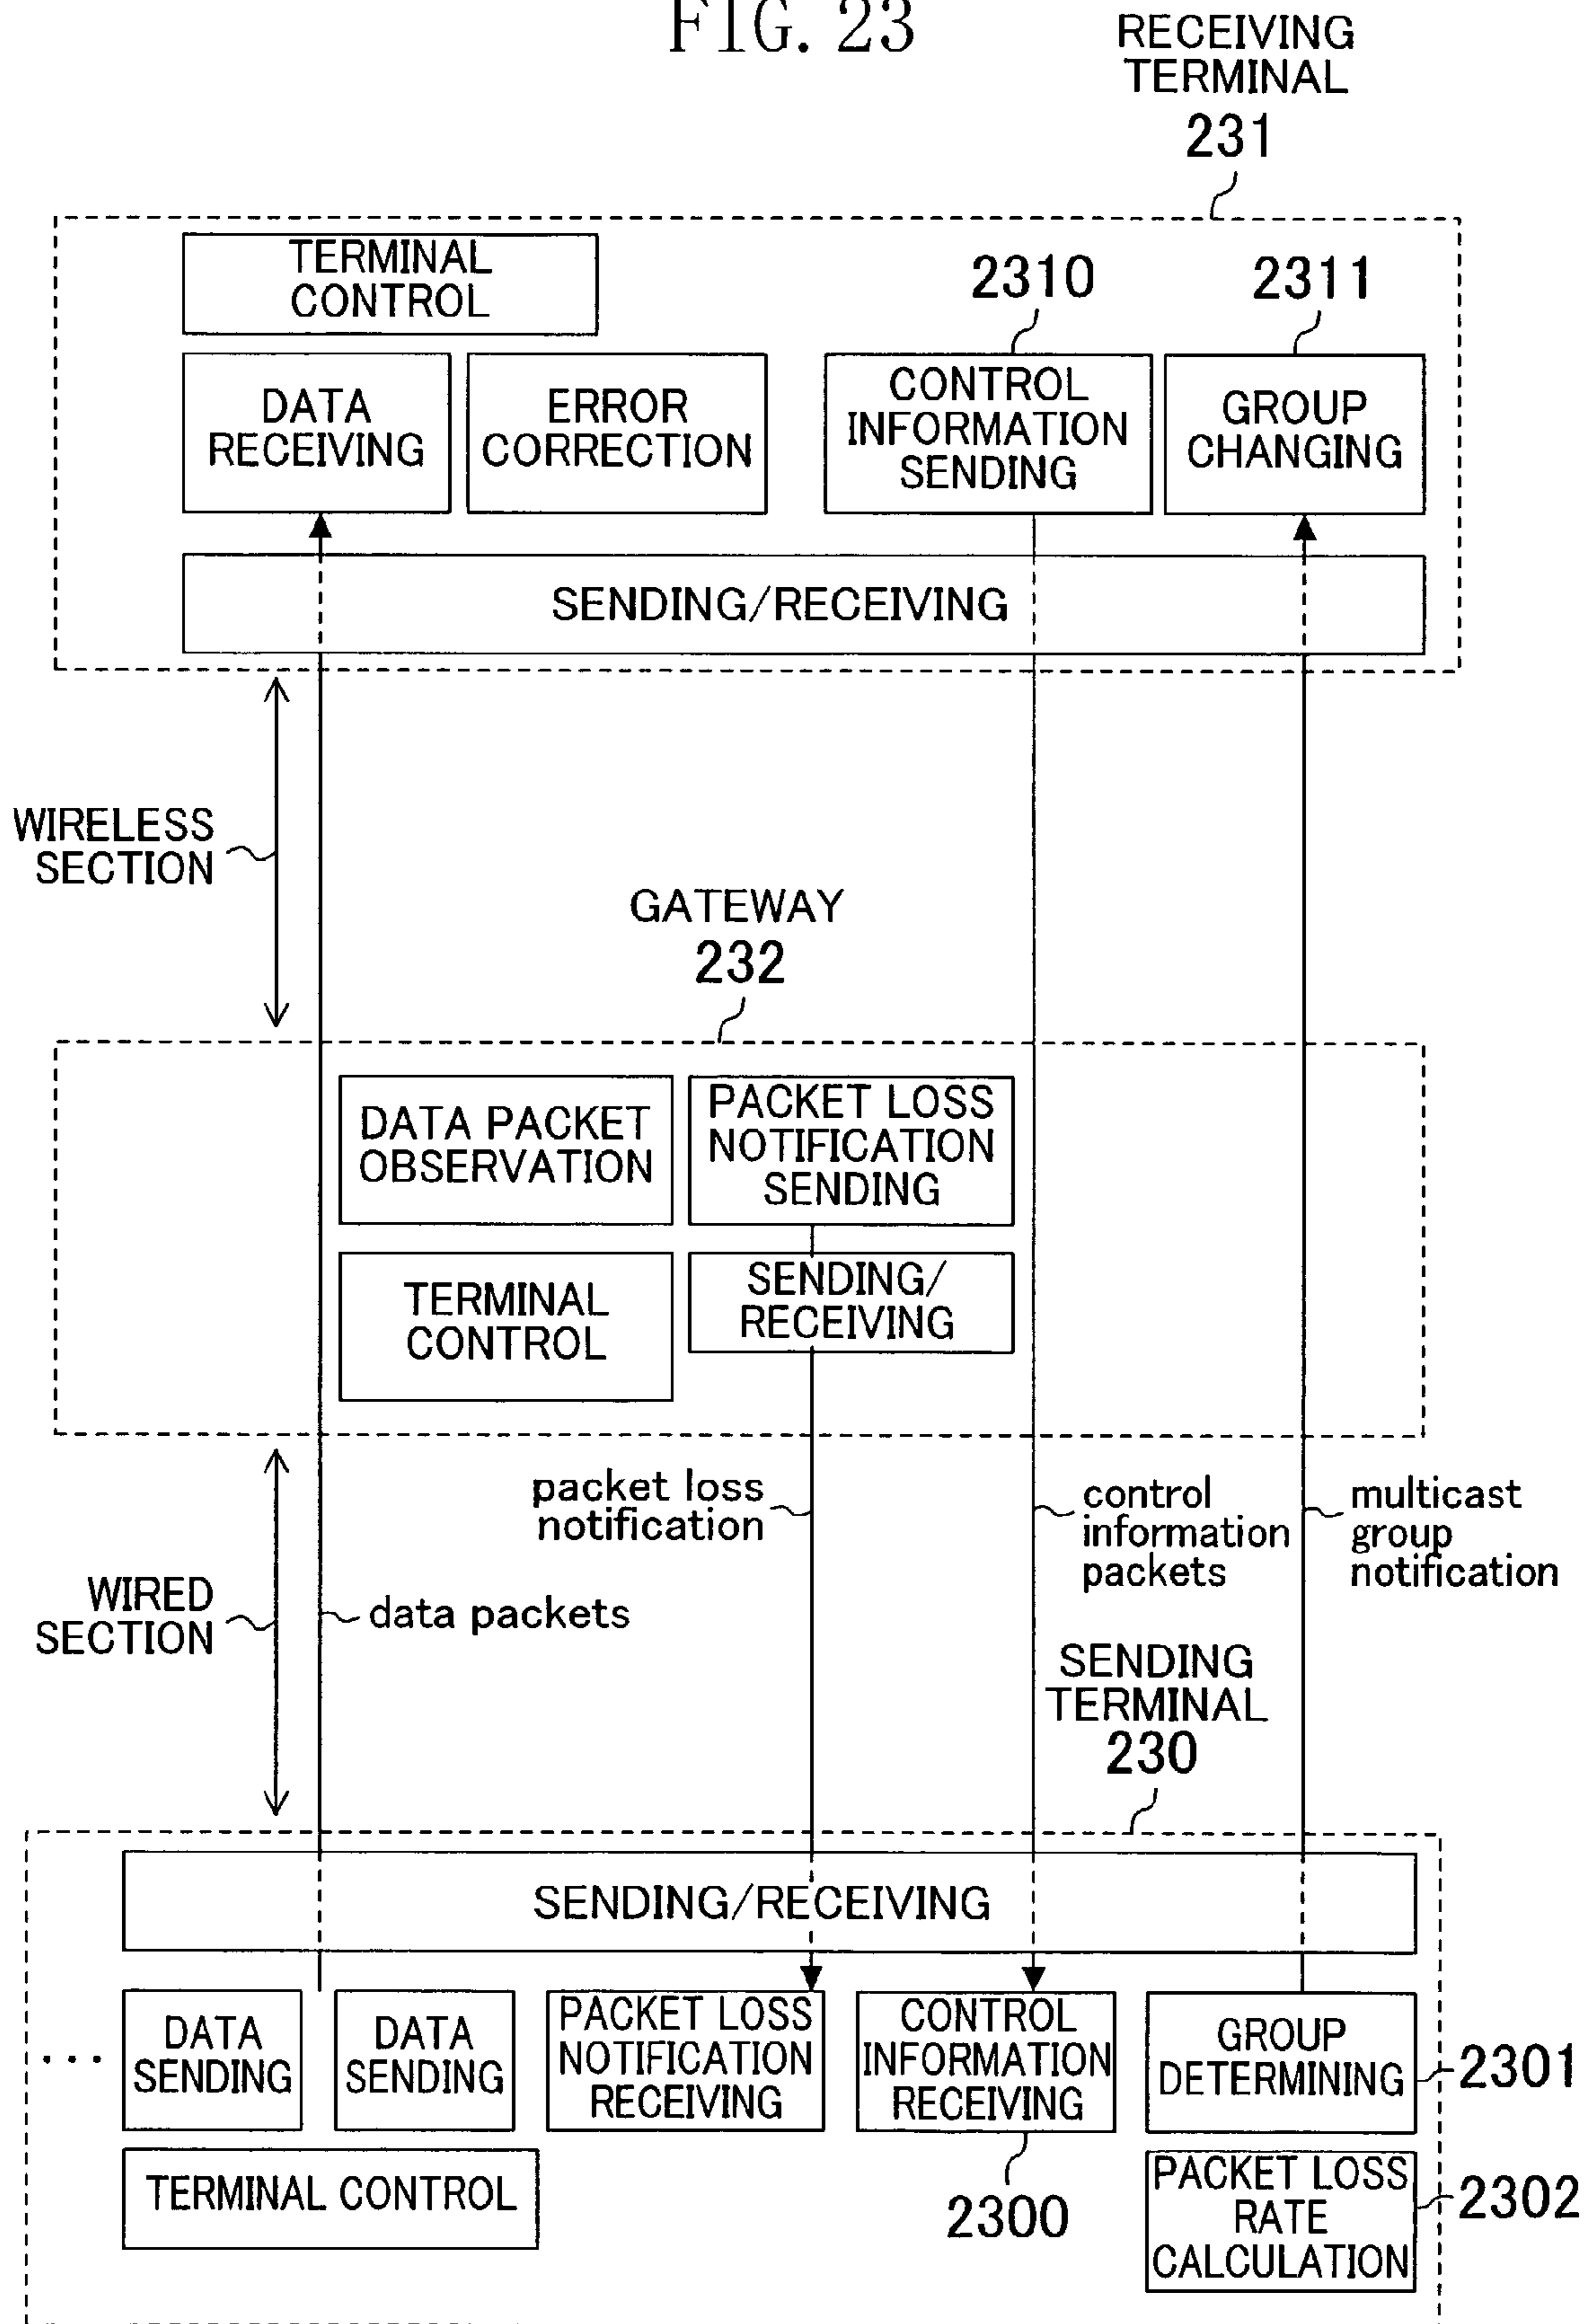 FIG. 23
RECEIVING
TERMINAL
231
TERMINAL
CONTROL
2310
2311
DATA
RECEIVING
ERROR
CORRECTION
CONTROL
INFORMATION
SENDING
GROUP
CHANGING
SENDING/RECEIVING
WIRELESS
SECTION
GATEWAY
232
DATA PACKET
OBSERVATION
PACKET LOSS
NOTIFICATION
SENDING
TERMINAL
CONTROL
SENDING/
RECEIVING
packet loss
notification
control
information
packets
multicast
group
notification
WIRED
SECTION
data packets
SENDING
TERMINAL
230
SENDING/RECEIVING
...
DATA
SENDING
DATA
SENDING
PACKET LOSS
NOTIFICATION
RECEIVING
CONTROL
INFORMATION
RECEIVING
GROUP
DETERMINING
2301
TERMINAL CONTROL
2300
PACKET LOSS
RATE
CALCULATION
2302